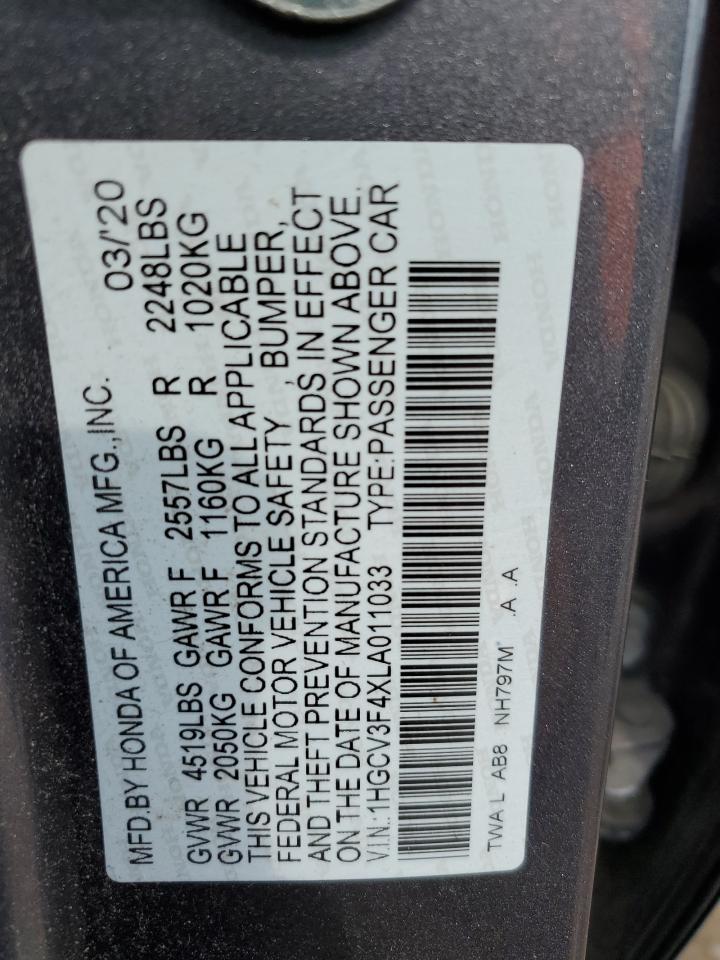 MFD.BY HONDA OF AMERICA MFG.,INC. 03/'20
GVWR 4519LBS GAWR F 2557LBS R 2248LBS
GVWR 2050KG GAWR F 1160KG R 1020KG
THIS VEHICLE CONFORMS TO ALL APPLICABLE
FEDERAL MOTOR VEHICLE SAFETY, BUMPER,
AND THEFT PREVENTION STANDARDS IN EFFECT
ON THE DATE OF MANUFACTURE SHOWN ABOVE.
V.I.N.:1HGCV3F4XLA011033 TYPE:PASSENGER CAR
TWA L AB8 NH797M .A .A